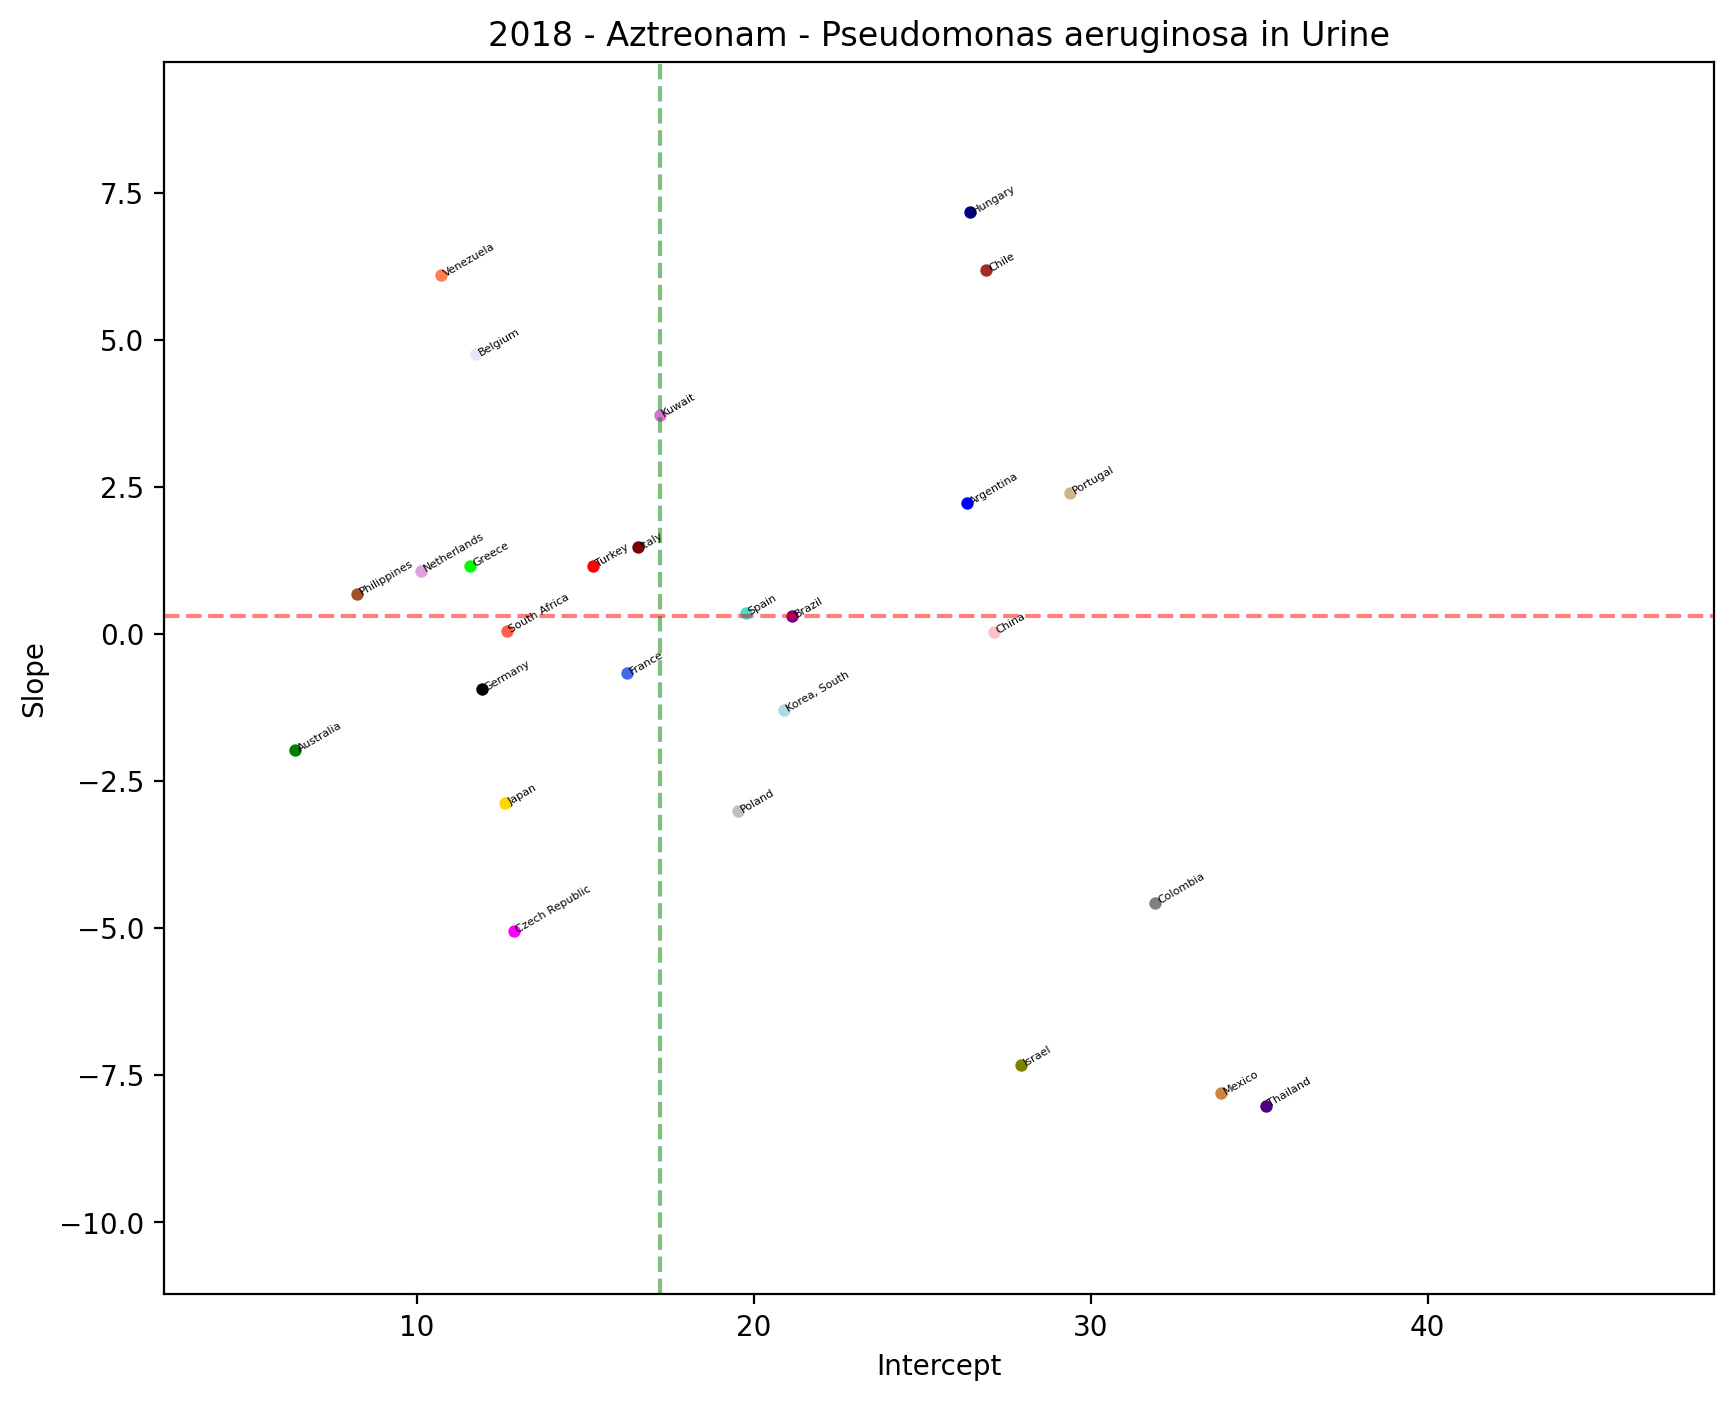 2018 - Aztreonam - Pseudomonas aeruginosa in Urine
7.5
5.0
2.5
0.0
−2.5
−5.0
−7.5
−10.0
Slope
Hungary
Chile
Venezuela
Belgium
Kuwait
Portugal
Argentina
Italy
Turkey
Greece
Netherlands
Philippines
Spain
Brazil
South Africa
China
France
Germany
Korea, South
Australia
Japan
Poland
Colombia
Czech Republic
Israel
Mexico
Thailand
10
20
30
40
Intercept